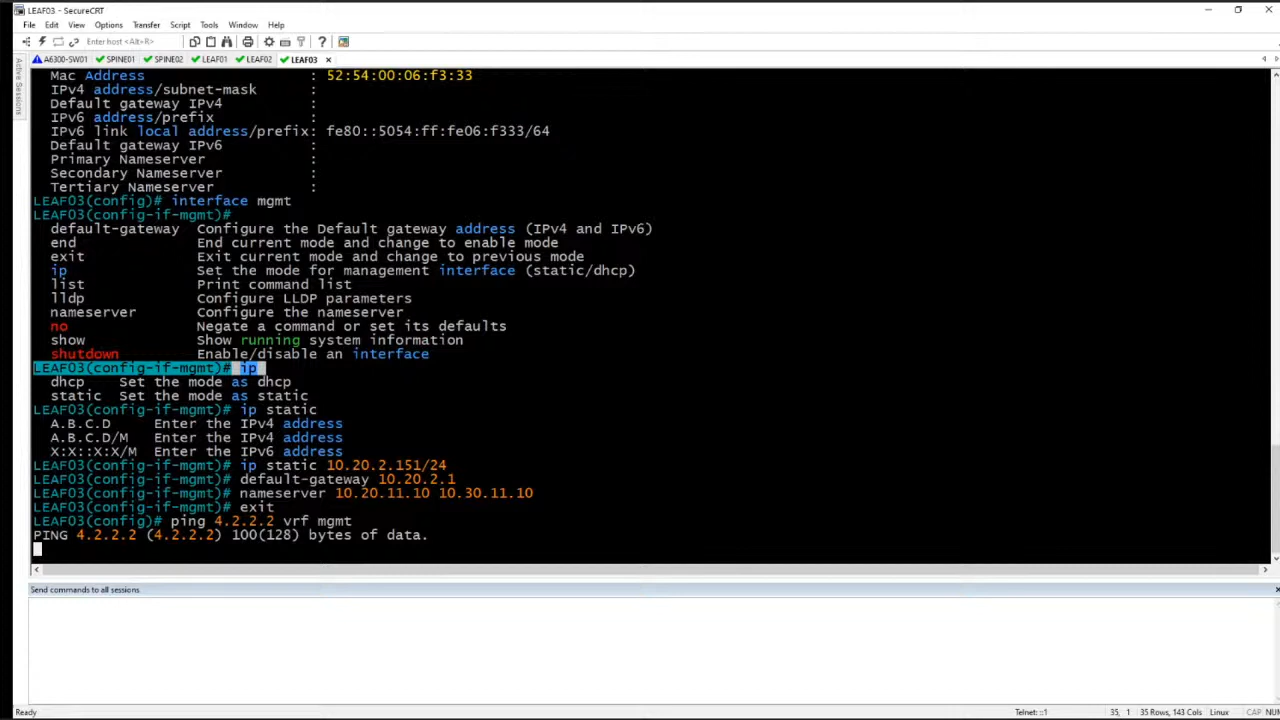 LEAF03 - SecureCRT
File Edit View Options Transfer Script Tools Window Help
Enter host <Alt+R>
A6300-SW01 SPINE01 SPINE02 LEAF01 LEAF02 LEAF03
Active Sessions
Mac Address : 52:54:00:06:f3:33
IPv4 address/subnet-mask :
Default gateway IPv4 :
IPv6 address/prefix :
IPv6 link local address/prefix: fe80::5054:ff:fe06:f333/64
Default gateway IPv6 :
Primary Nameserver :
Secondary Nameserver :
Tertiary Nameserver :
LEAF03(config)# interface mgmt
LEAF03(config-if-mgmt)#
default-gateway Configure the Default gateway address (IPv4 and IPv6)
end End current mode and change to enable mode
exit Exit current mode and change to previous mode
ip Set the mode for management interface (static/dhcp)
list Print command list
lldp Configure LLDP parameters
nameserver Configure the nameserver
no Negate a command or set its defaults
show Show running system information
shutdown Enable/disable an interface
LEAF03(config-if-mgmt)# ip
dhcp Set the mode as dhcp
static Set the mode as static
LEAF03(config-if-mgmt)# ip static
A.B.C.D Enter the IPv4 address
A.B.C.D/M Enter the IPv4 address
X:X::X:X/M Enter the IPv6 address
LEAF03(config-if-mgmt)# ip static 10.20.2.151/24
LEAF03(config-if-mgmt)# default-gateway 10.20.2.1
LEAF03(config-if-mgmt)# nameserver 10.20.11.10 10.30.11.10
LEAF03(config-if-mgmt)# exit
LEAF03(config)# ping 4.2.2.2 vrf mgmt
PING 4.2.2.2 (4.2.2.2) 100(128) bytes of data.
Send commands to all sessions
Ready Telnet: ::1 35, 1 35 Rows, 143 Cols Linux CAP NUM